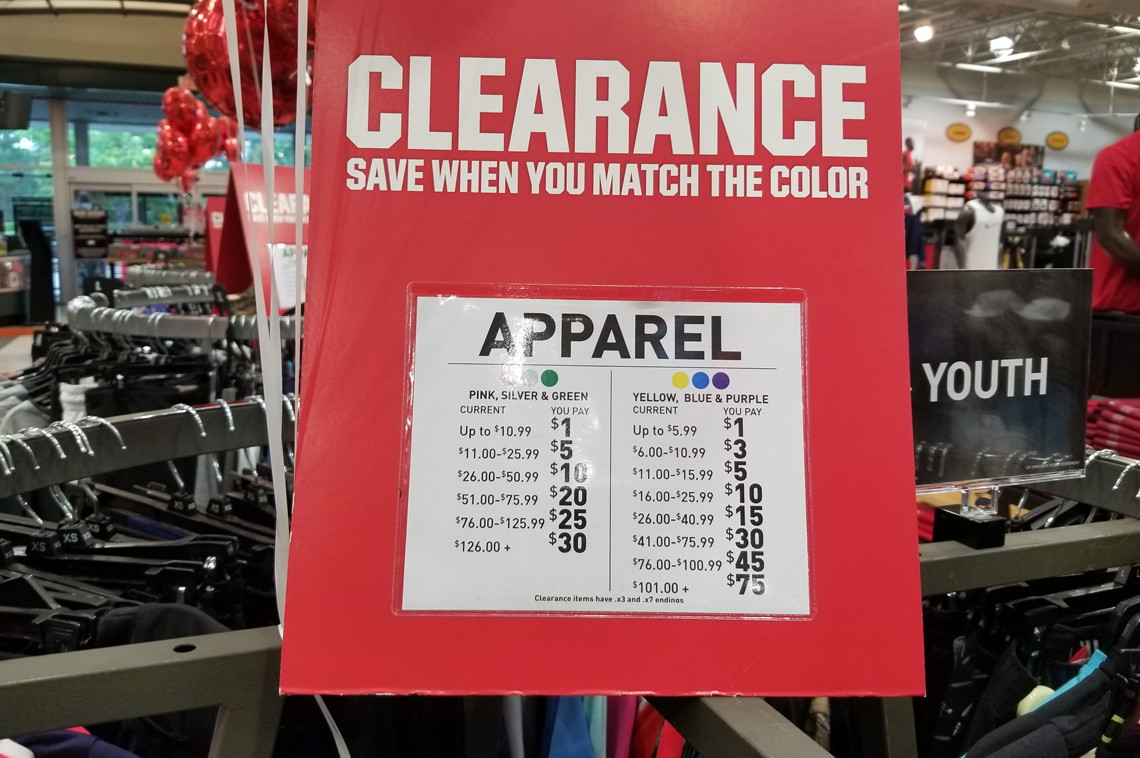 CLEARANCE
SAVE WHEN YOU MATCH THE COLOR
APPAREL
PINK, SILVER & GREEN
CURRENT YOU PAY
Up to $10.99 $1
$11.00-$25.99 $5
$26.00-$50.99 $10
$51.00-$75.99 $20
$76.00-$125.99 $25
$126.00 + $30
YELLOW, BLUE & PURPLE
CURRENT YOU PAY
Up to $5.99 $1
$6.00-$10.99 $3
$11.00-$15.99 $5
$16.00-$25.99 $10
$26.00-$40.99 $15
$41.00-$75.99 $30
$76.00-$100.99 $45
$101.00 + $75
Clearance items have .x3 and .x7 endings
YOUTH
XS
XS
XS